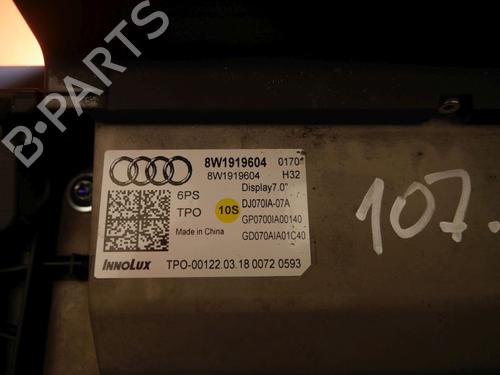 B-PARTS
8W1919604 0170
8W1919604 H32
Display7.0"
6PS
TPO
10S
DJ070IA-07A
GP0700IA00140
Made in China
GD070AIA01C40
INNOLUX TPO-00122.03.18 0072 0593
107.